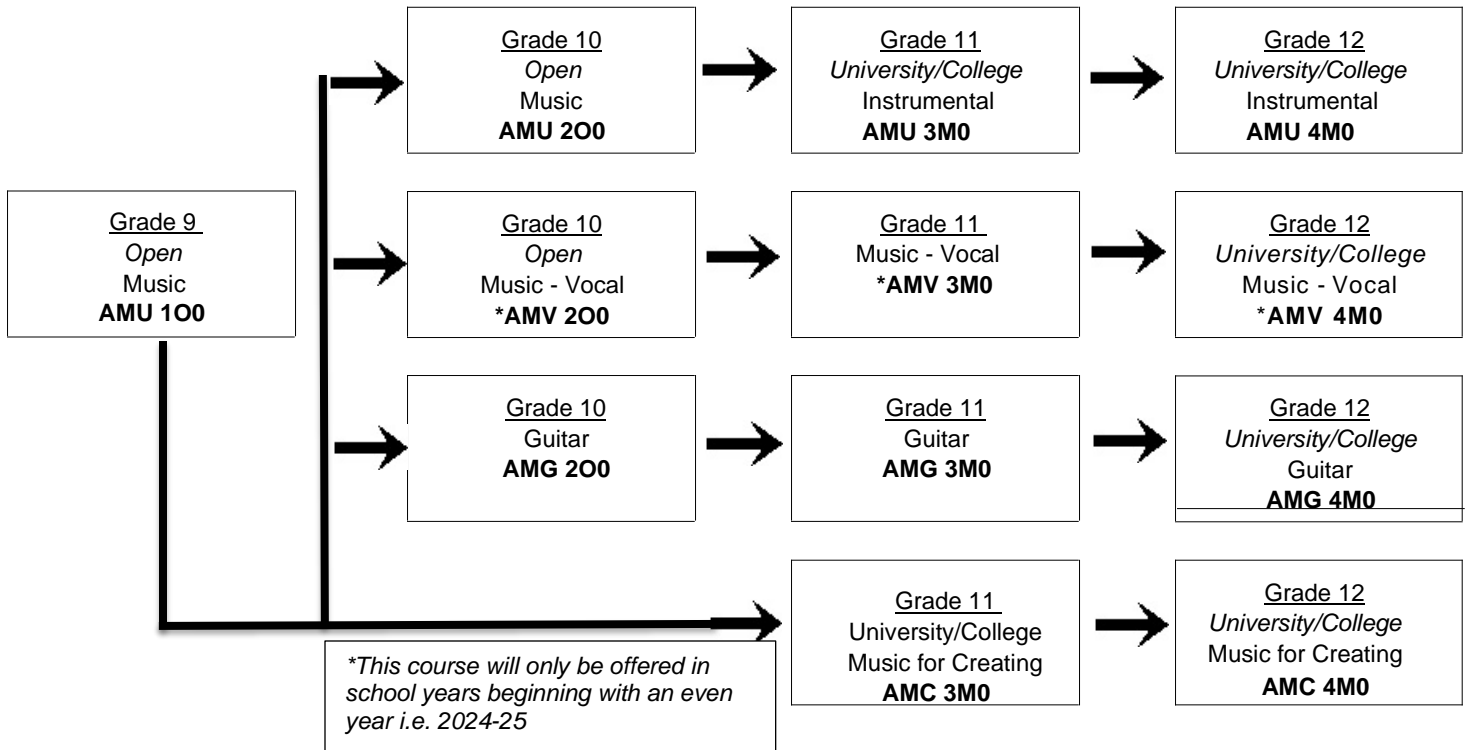 Grade 10
Open
Music
AMU 2O0
Grade 11
University/College
Instrumental
AMU 3M0
Grade 12
University/College
Instrumental
AMU 4M0
Grade 9
Open
Music
AMU 1O0
Grade 10
Open
Music - Vocal
*AMV 2O0
Grade 11
Music - Vocal
*AMV 3M0
Grade 12
University/College
Music - Vocal
*AMV 4M0
Grade 10
Guitar
AMG 2O0
Grade 11
Guitar
AMG 3M0
Grade 12
University/College
Guitar
AMG 4M0
Grade 11
University/College
Music for Creating
AMC 3M0
Grade 12
University/College
Music for Creating
AMC 4M0
*This course will only be offered in
school years beginning with an even
year i.e. 2024-25